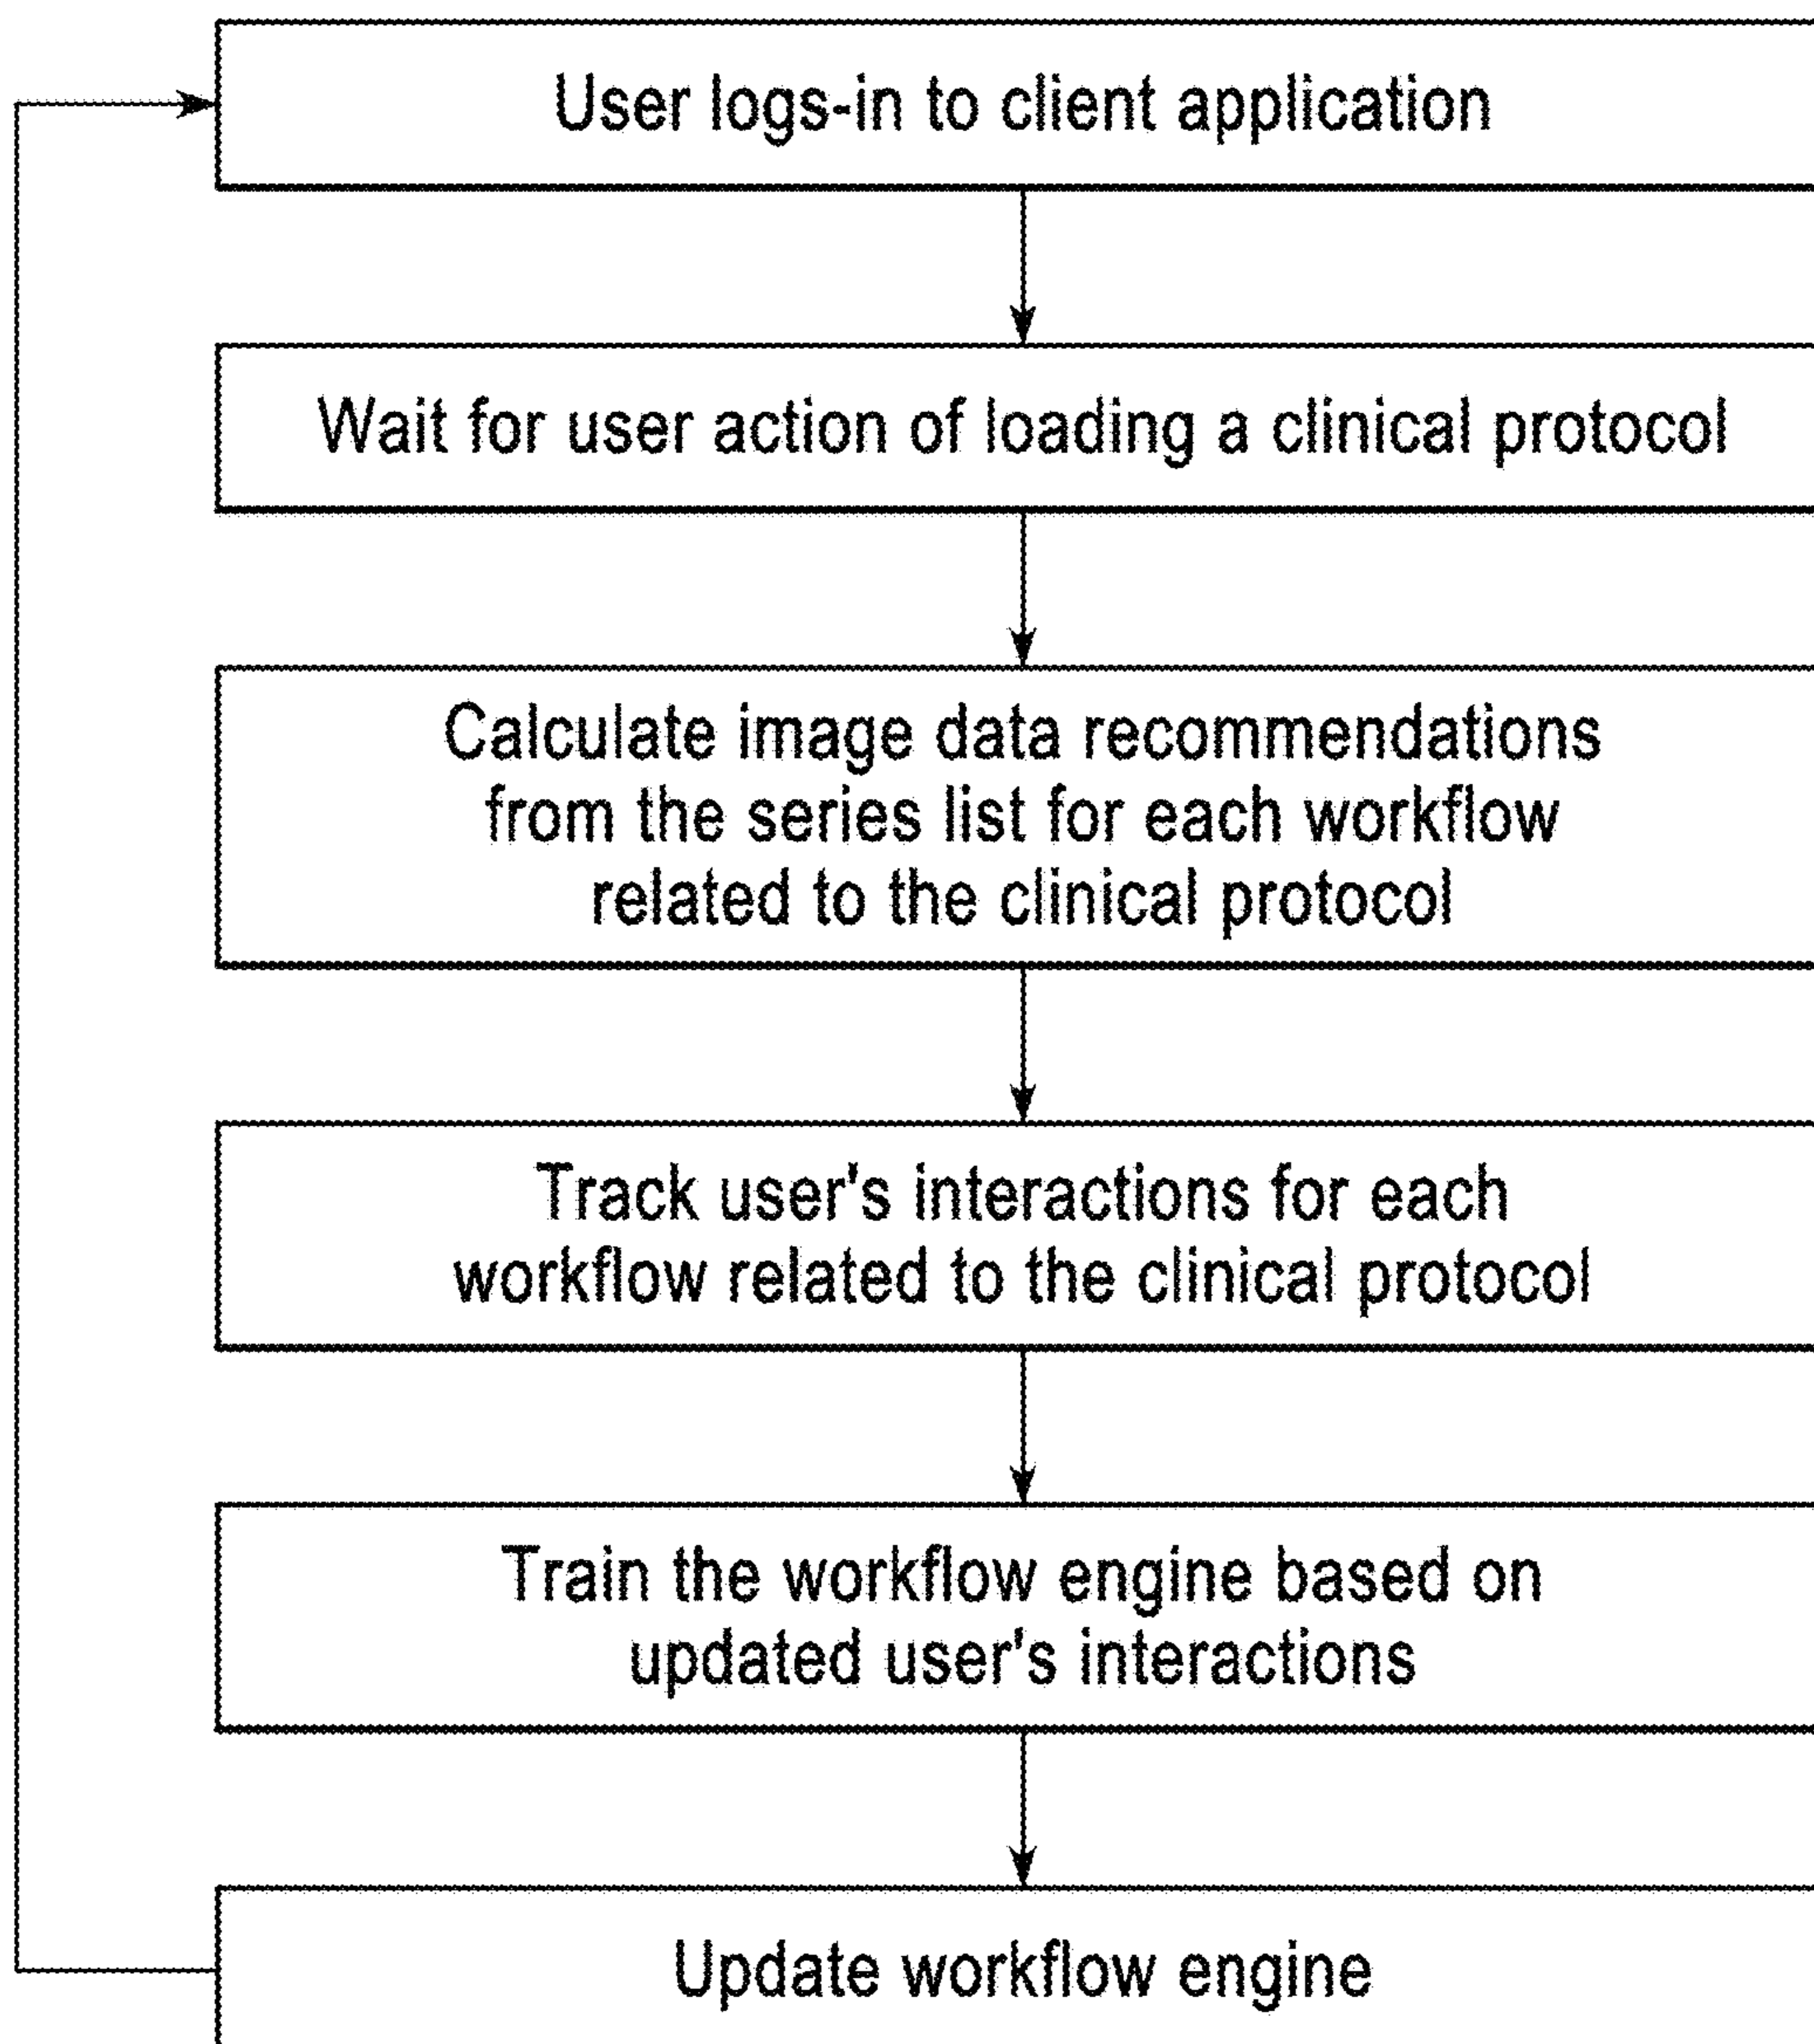 User logs-in to client application
Wait for user action of loading a clinical protocol
Calculate image data recommendations
from the series list for each workflow
related to the clinical protocol
Track user's interactions for each
workflow related to the clinical protocol
Train the workflow engine based on
updated user's interactions
Update workflow engine